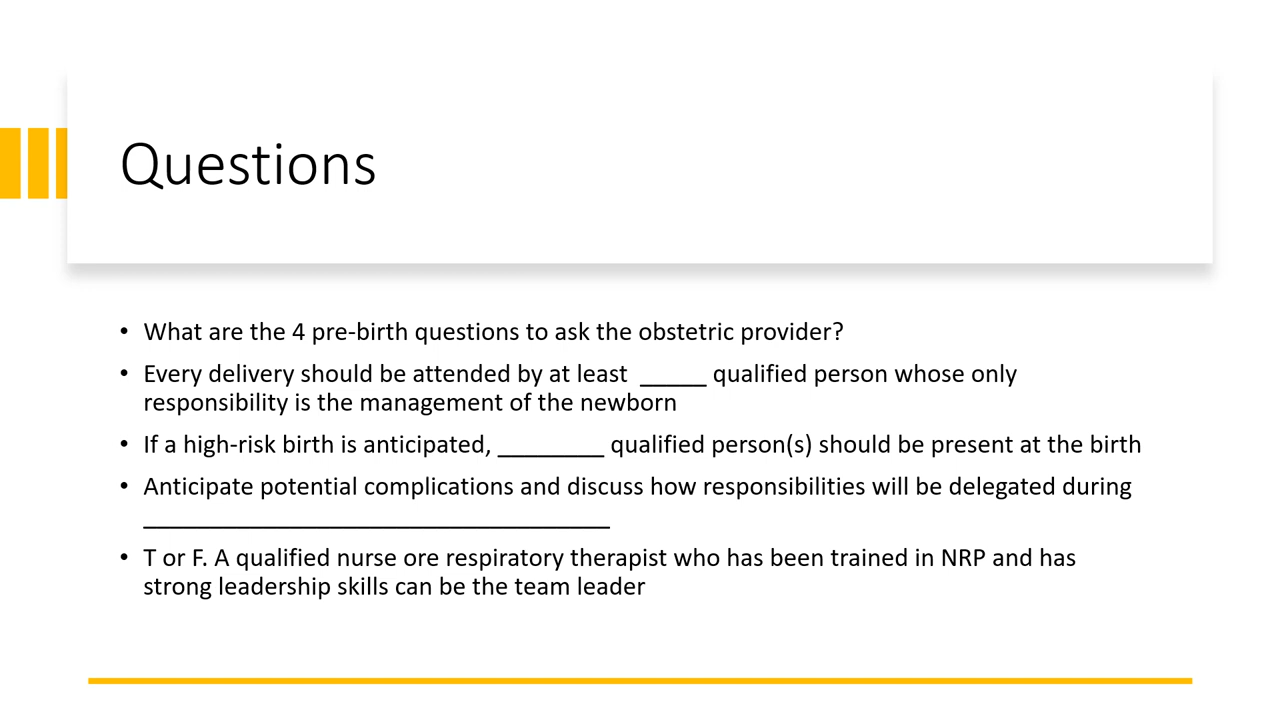 Questions
• What are the 4 pre-birth questions to ask the obstetric provider?
• Every delivery should be attended by at least _____ qualified person whose only
responsibility is the management of the newborn
• If a high-risk birth is anticipated, ________ qualified person(s) should be present at the birth
• Anticipate potential complications and discuss how responsibilities will be delegated during
___________________________________
• T or F. A qualified nurse ore respiratory therapist who has been trained in NRP and has
strong leadership skills can be the team leader